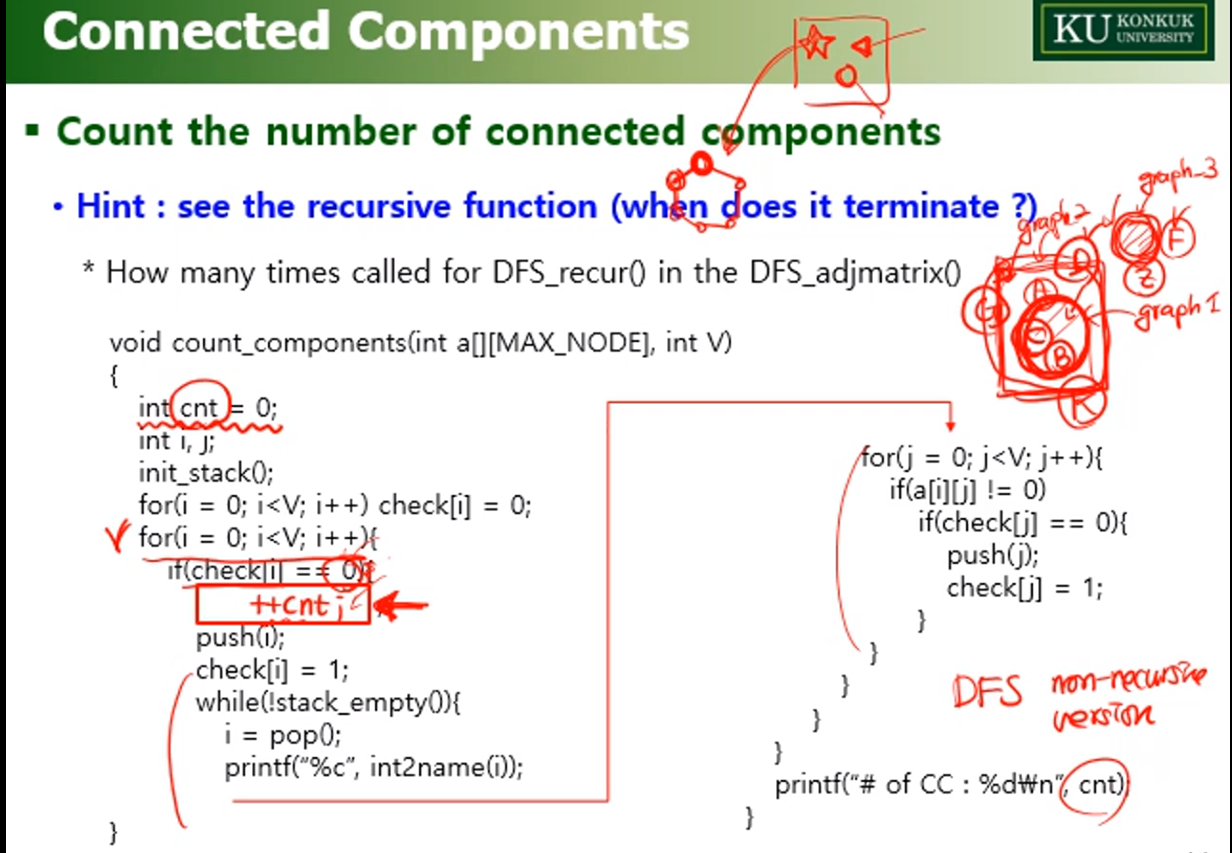 Connected Components
KU KONKUK
UNIVERSITY
▪ Count the number of connected components
• Hint : see the recursive function (when does it terminate ?)
* How many times called for DFS_recur() in the DFS_adjmatrix()
graph-3
graph-2
graph 1
D
F
Z
G
A
C
B
K
void count_components(int a[][MAX_NODE], int V)
{
int cnt = 0;
int i, j;
init_stack();
for(i = 0; i<V; i++) check[i] = 0;
for(i = 0; i<V; i++){
if(check[i] == 0){
++cnt;
push(i);
check[i] = 1;
while(!stack_empty()){
i = pop();
printf("%c", int2name(i));
for(j = 0; j<V; j++){
if(a[i][j] != 0)
if(check[j] == 0){
push(j);
check[j] = 1;
}
}
}
}
}
printf("# of CC : %d₩n", cnt);
}
}
DFS non-recursive
version